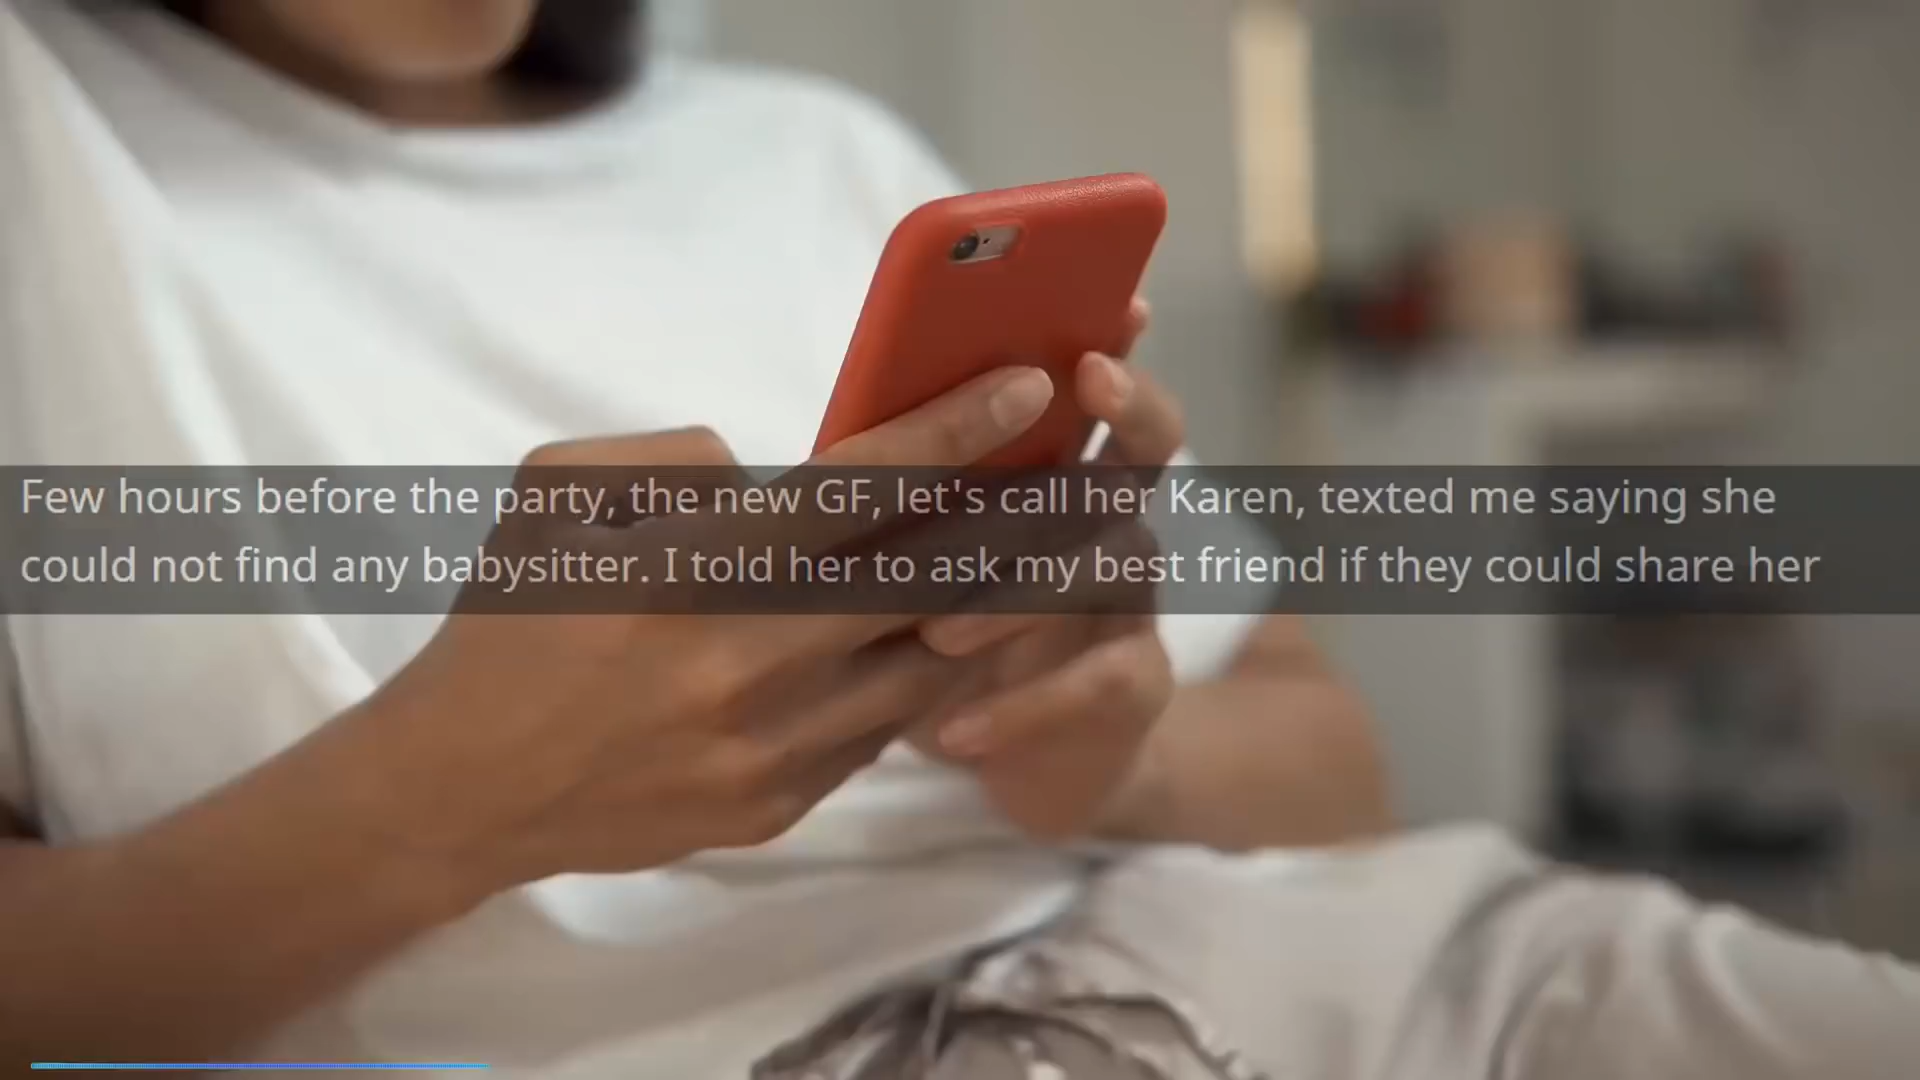 Few hours before the party, the new GF, let's call her Karen, texted me saying she
could not find any babysitter. I told her to ask my best friend if they could share her